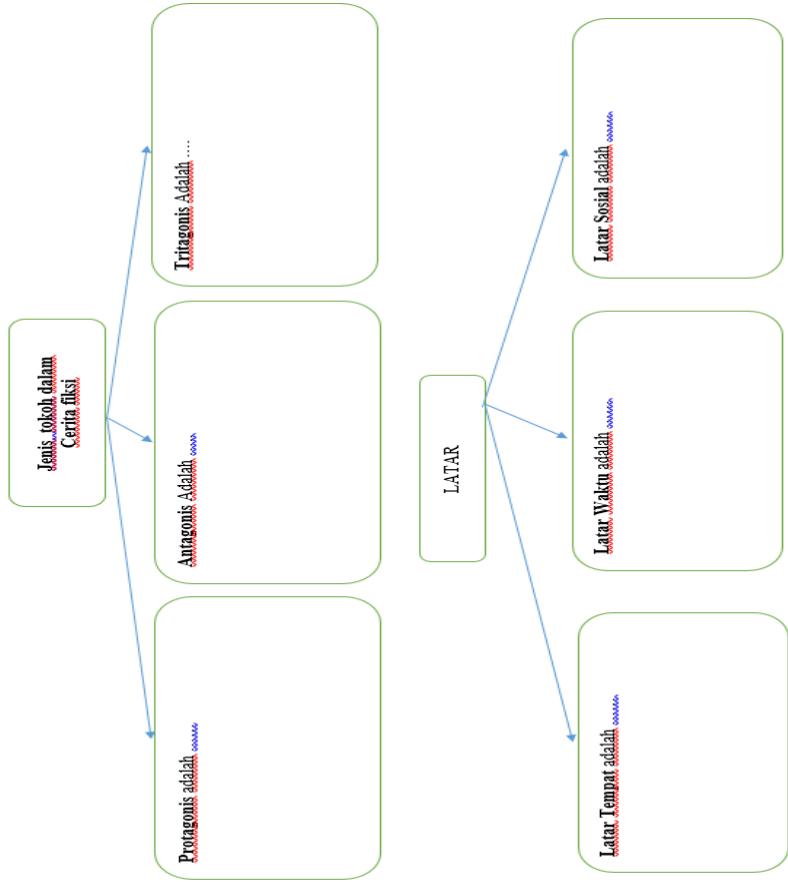 Jenis tokoh dalam
Cerita fiksi
Protagonis adalah ......
Antagonis Adalah .....
Tritagonis Adalah ....
LATAR
Latar Tempat adalah ......
Latar Waktu adalah ......
Latar Sosial adalah ......